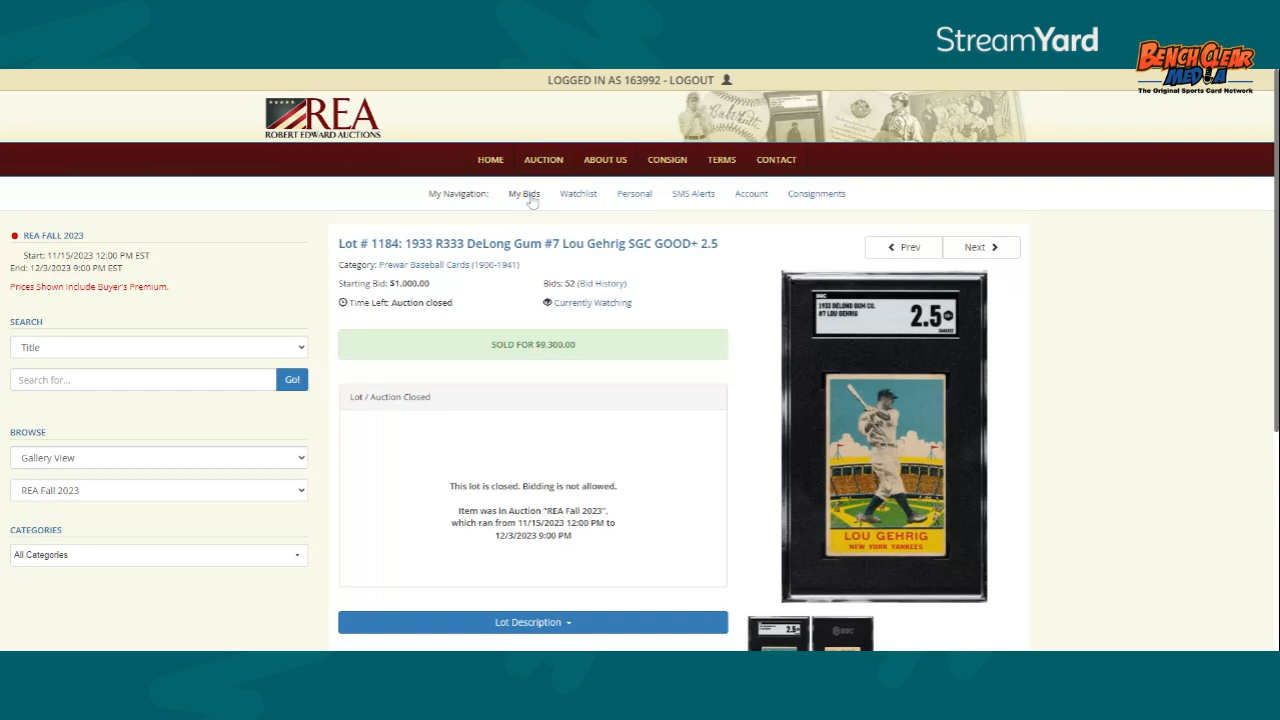 StreamYard
BENCHCLEAR
MEDIA
The Original Sports Card Network
LOGGED IN AS 163992 - LOGOUT
REA
ROBERT EDWARD AUCTIONS
HOME
AUCTION
ABOUT US
CONSIGN
TERMS
CONTACT
My Navigation:
My Bids
Watchlist
Personal
SMS Alerts
Account
Consignments
REA FALL 2023
Start: 11/15/2023 12:00 PM EST
End: 12/3/2023 9:00 PM EST
Prices Shown Include Buyer's Premium.
SEARCH
Title
Search for...
Go!
BROWSE
Gallery View
REA Fall 2023
CATEGORIES
All Categories
Lot # 1184: 1933 R333 DeLong Gum #7 Lou Gehrig SGC GOOD+ 2.5
Category: Prewar Baseball Cards (1900-1941)
Starting Bid: $1,000.00
Bids: 52 (Bid History)
Time Left: Auction closed
Currently Watching
SOLD FOR $9,300.00
Lot / Auction Closed
This lot is closed. Bidding is not allowed.
Item was in Auction "REA Fall 2023",
which ran from 11/15/2023 12:00 PM to
12/3/2023 9:00 PM
Lot Description
Prev
Next
SGC
1933 DELONG GUM CO.
#7 LOU GEHRIG
2.5
LOU GEHRIG
NEW YORK YANKEES
2.5
SGC